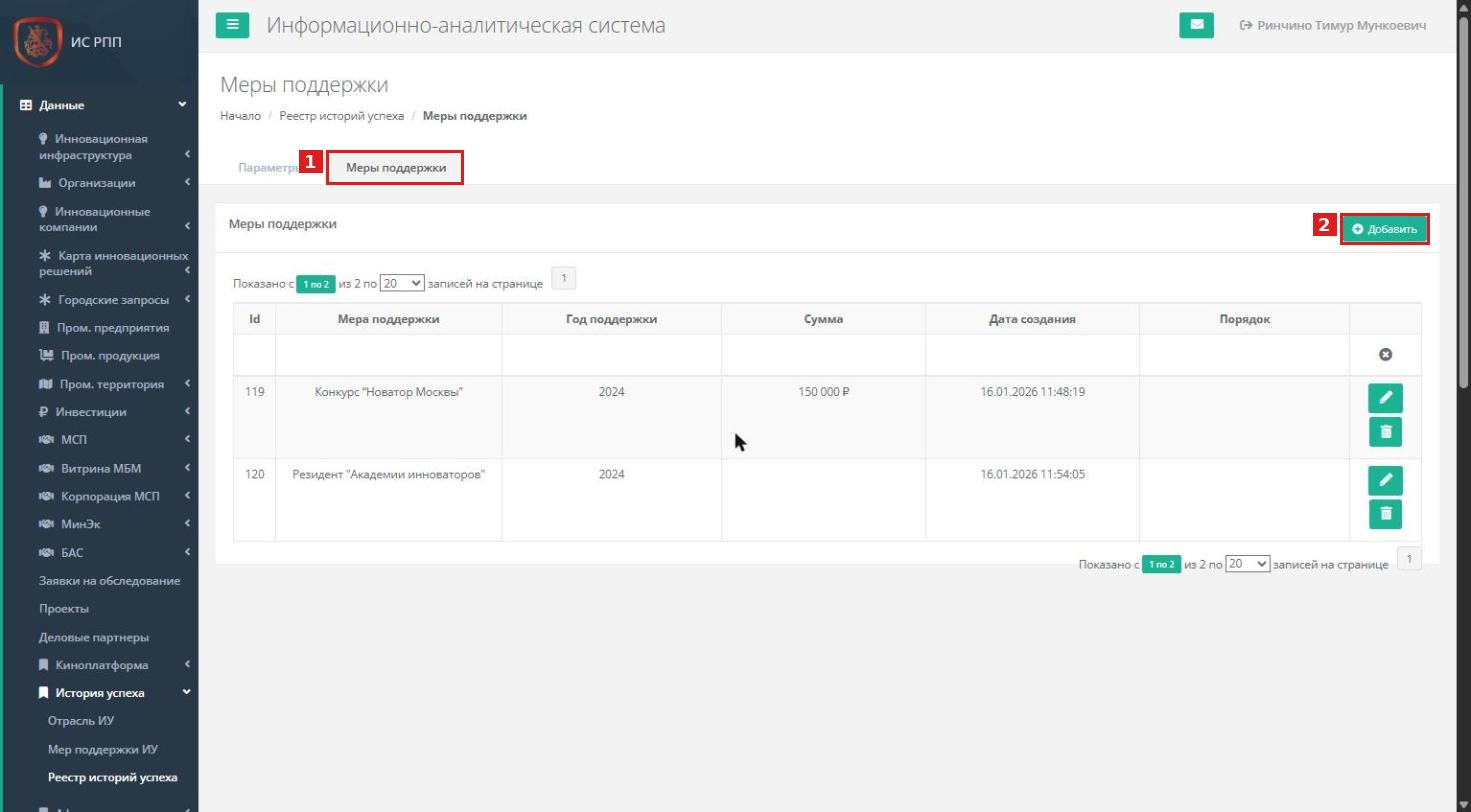 ИС РПП
Информационно-аналитическая система
Ринчино Тимур Мункоевич
Данные
Инновационная
инфраструктура
Организации
Инновационные
компании
Карта инновационных
решений
Городские запросы
Пром. предприятия
Пром. продукция
Пром. территория
Инвестиции
МСП
Витрина МБМ
Корпорация МСП
МинЭк
БАС
Заявки на обследование
Проекты
Деловые партнеры
Киноплатформа
История успеха
Отрасль ИУ
Мер поддержки ИУ
Реестр историй успеха
Меры поддержки
Начало / Реестр историй успеха / Меры поддержки
Параметры 1 Меры поддержки
Меры поддержки
2 Добавить
Показано с 1 по 2 из 2 по 20 записей на странице 1
Id Мера поддержки Год поддержки Сумма Дата создания Порядок
119 Конкурс “Новатор Москвы” 2024 150 000 ₽ 16.01.2026 11:48:19
120 Резидент "Академии инноваторов" 2024 16.01.2026 11:54:05
Показано с 1 по 2 из 2 по 20 записей на странице 1